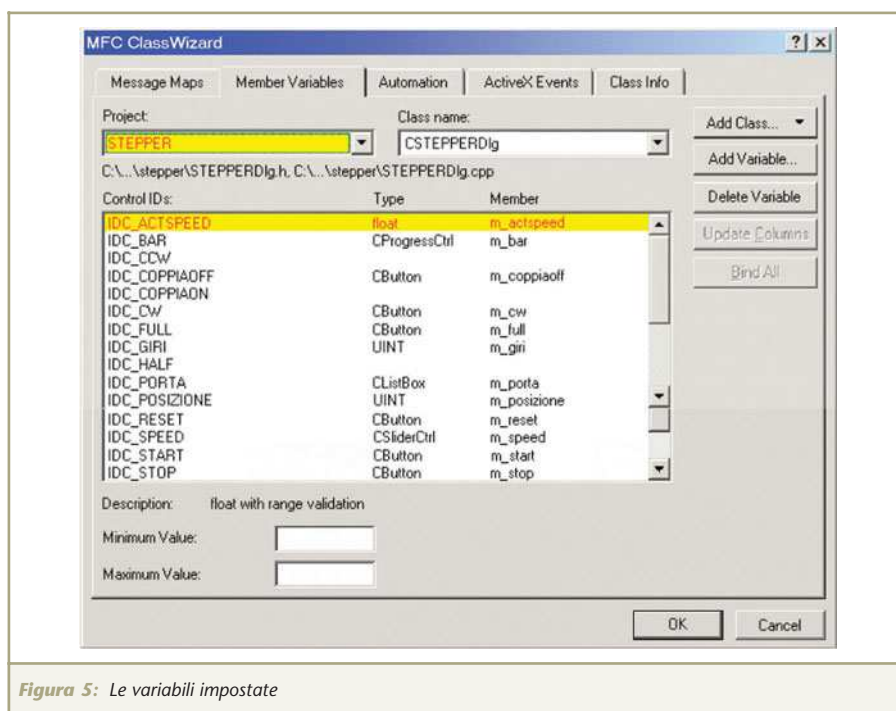 MFC ClassWizard
Message Maps Member Variables Automation ActiveX Events Class Info
Project: Class name:
STEPPER CSTEPPERDlg
Add Class...
C:\...\stepper\STEPPERDlg.h, C:\...\stepper\STEPPERDlg.cpp
Add Variable...
Control IDs: Type Member
Delete Variable
IDC_ACTSPEED float m_actspeed
IDC_BAR CProgressCtrl m_bar
Update Columns
IDC_CCW
IDC_COPPIAOFF CButton m_coppiaoff
Bind All
IDC_COPPIAON
IDC_CW CButton m_cw
IDC_FULL CButton m_full
IDC_GIRI UINT m_giri
IDC_HALF
IDC_PORTA CListBox m_porta
IDC_POSIZIONE UINT m_posizione
IDC_RESET CButton m_reset
IDC_SPEED CSliderCtrl m_speed
IDC_START CButton m_start
IDC_STOP CButton m_stop
Description: float with range validation
Minimum Value:
Maximum Value:
OK Cancel
Figura 5: Le variabili impostate